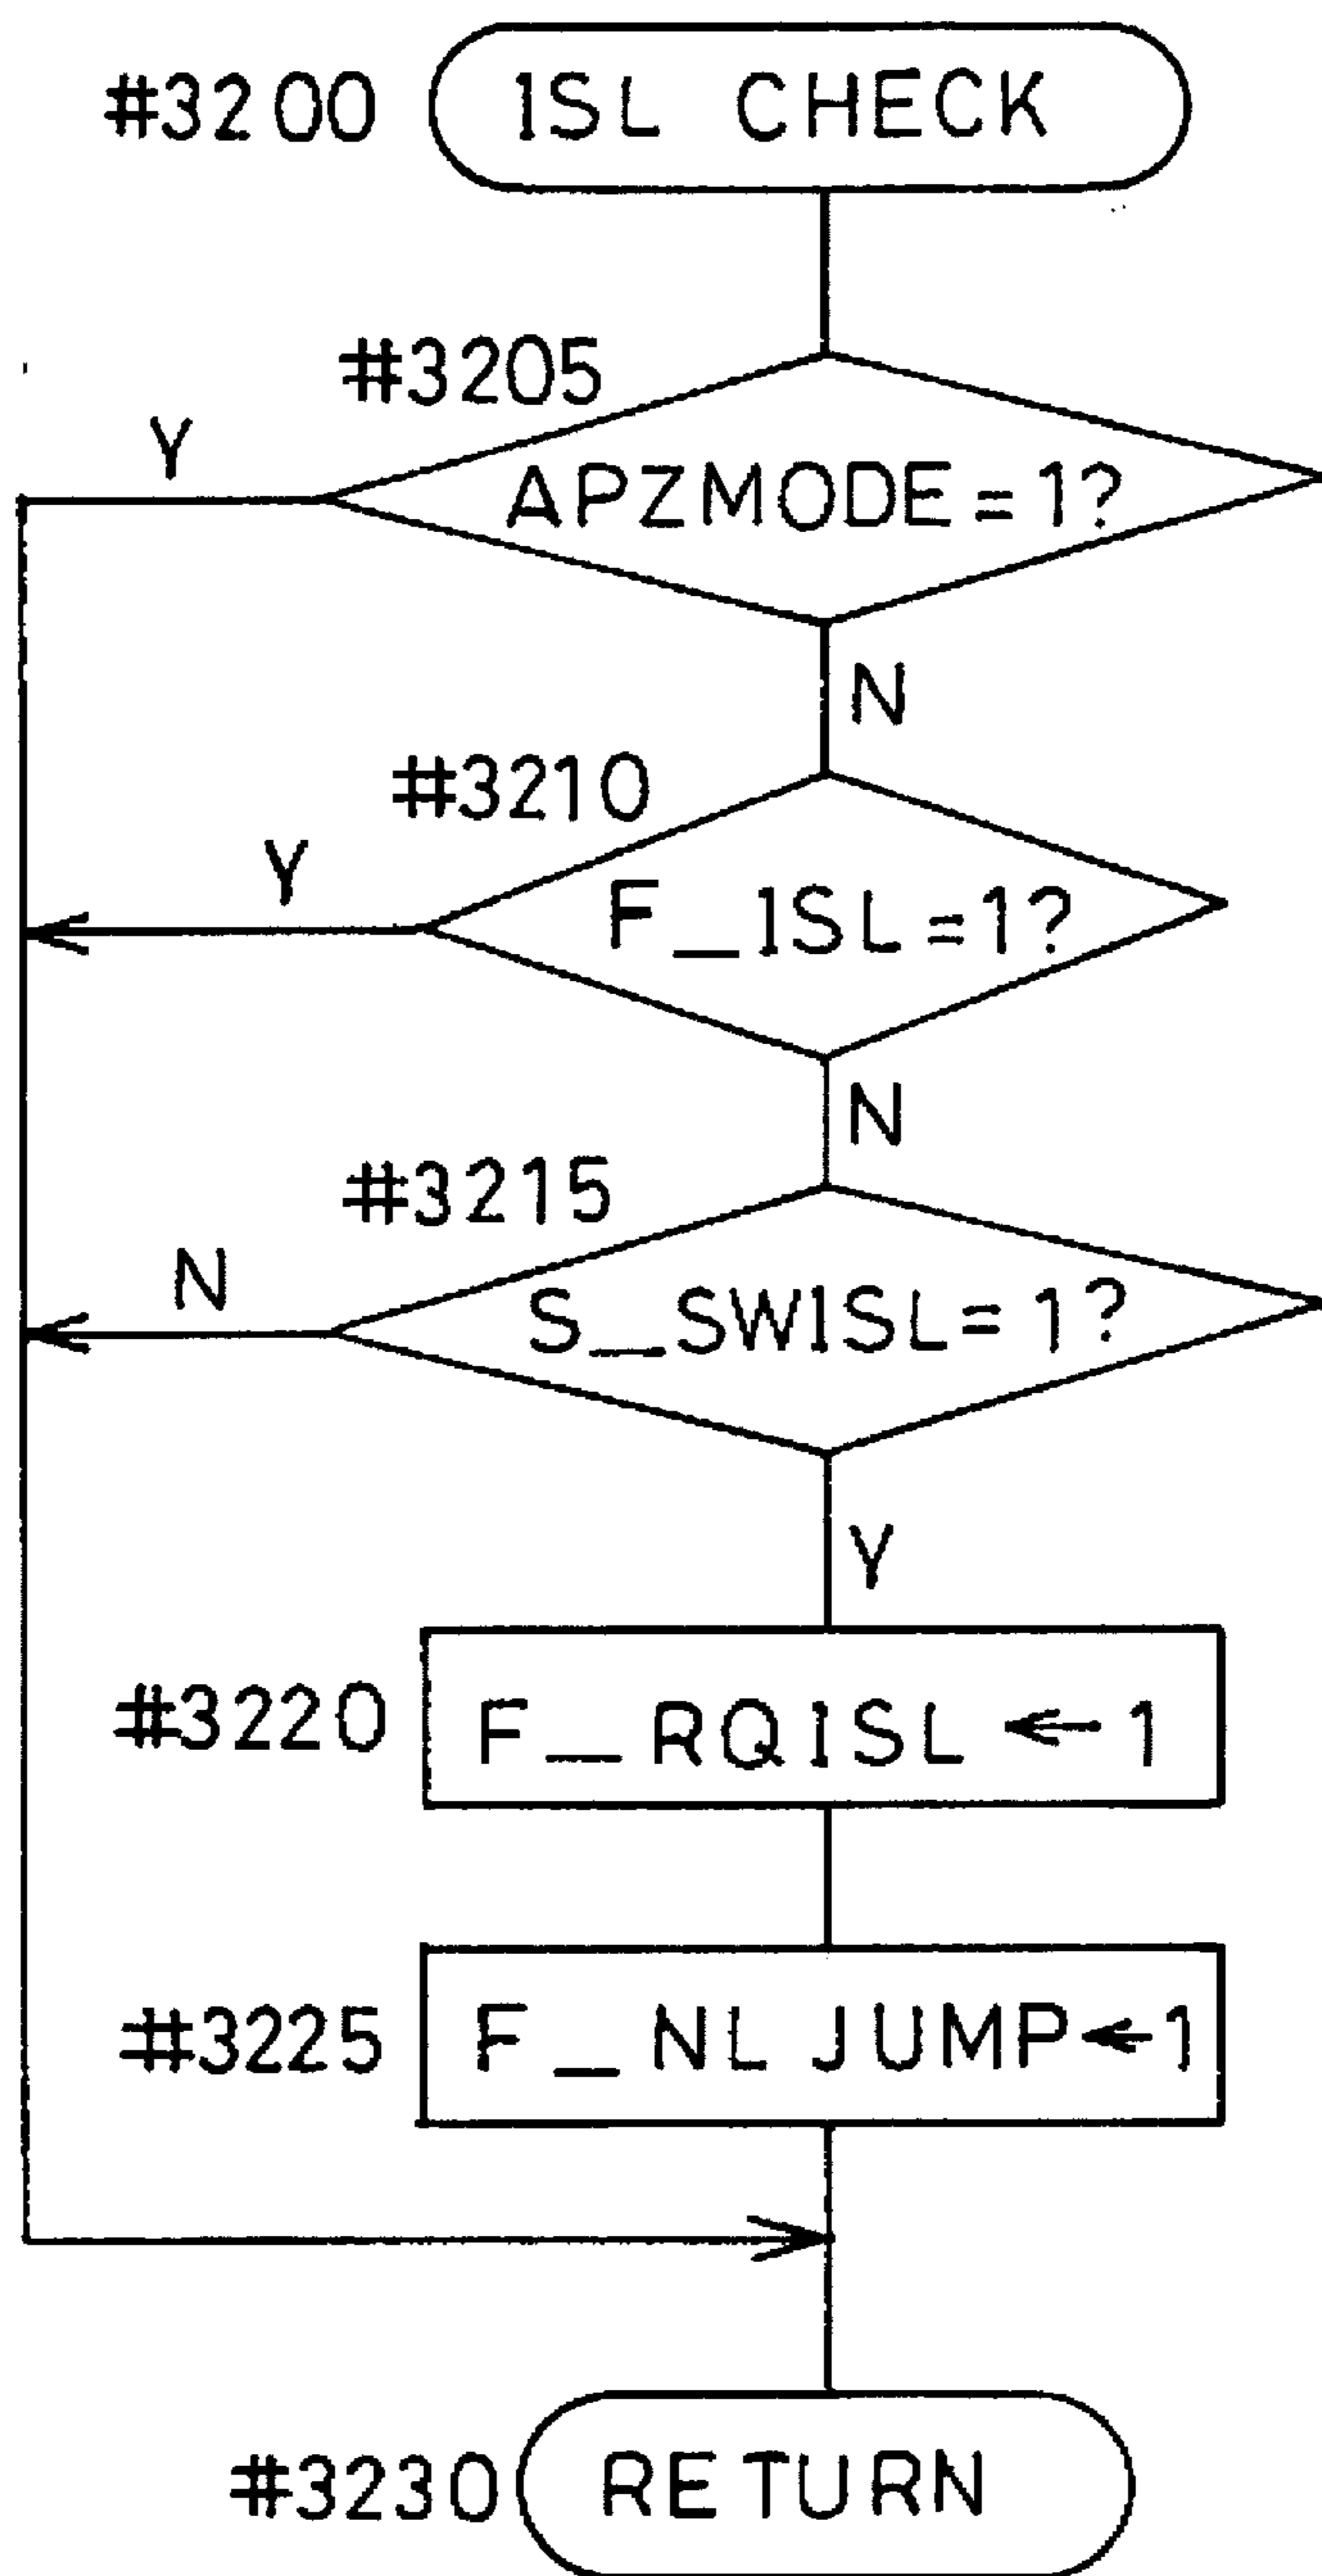 #3200 ISL CHECK
#3205
Y
APZMODE=1?
N
#3210
Y
F_ISL=1?
N
#3215
N
S_SWISL=1?
Y
#3220 F_RQISL←1
#3225 F_NLJUMP←1
#3230 RETURN